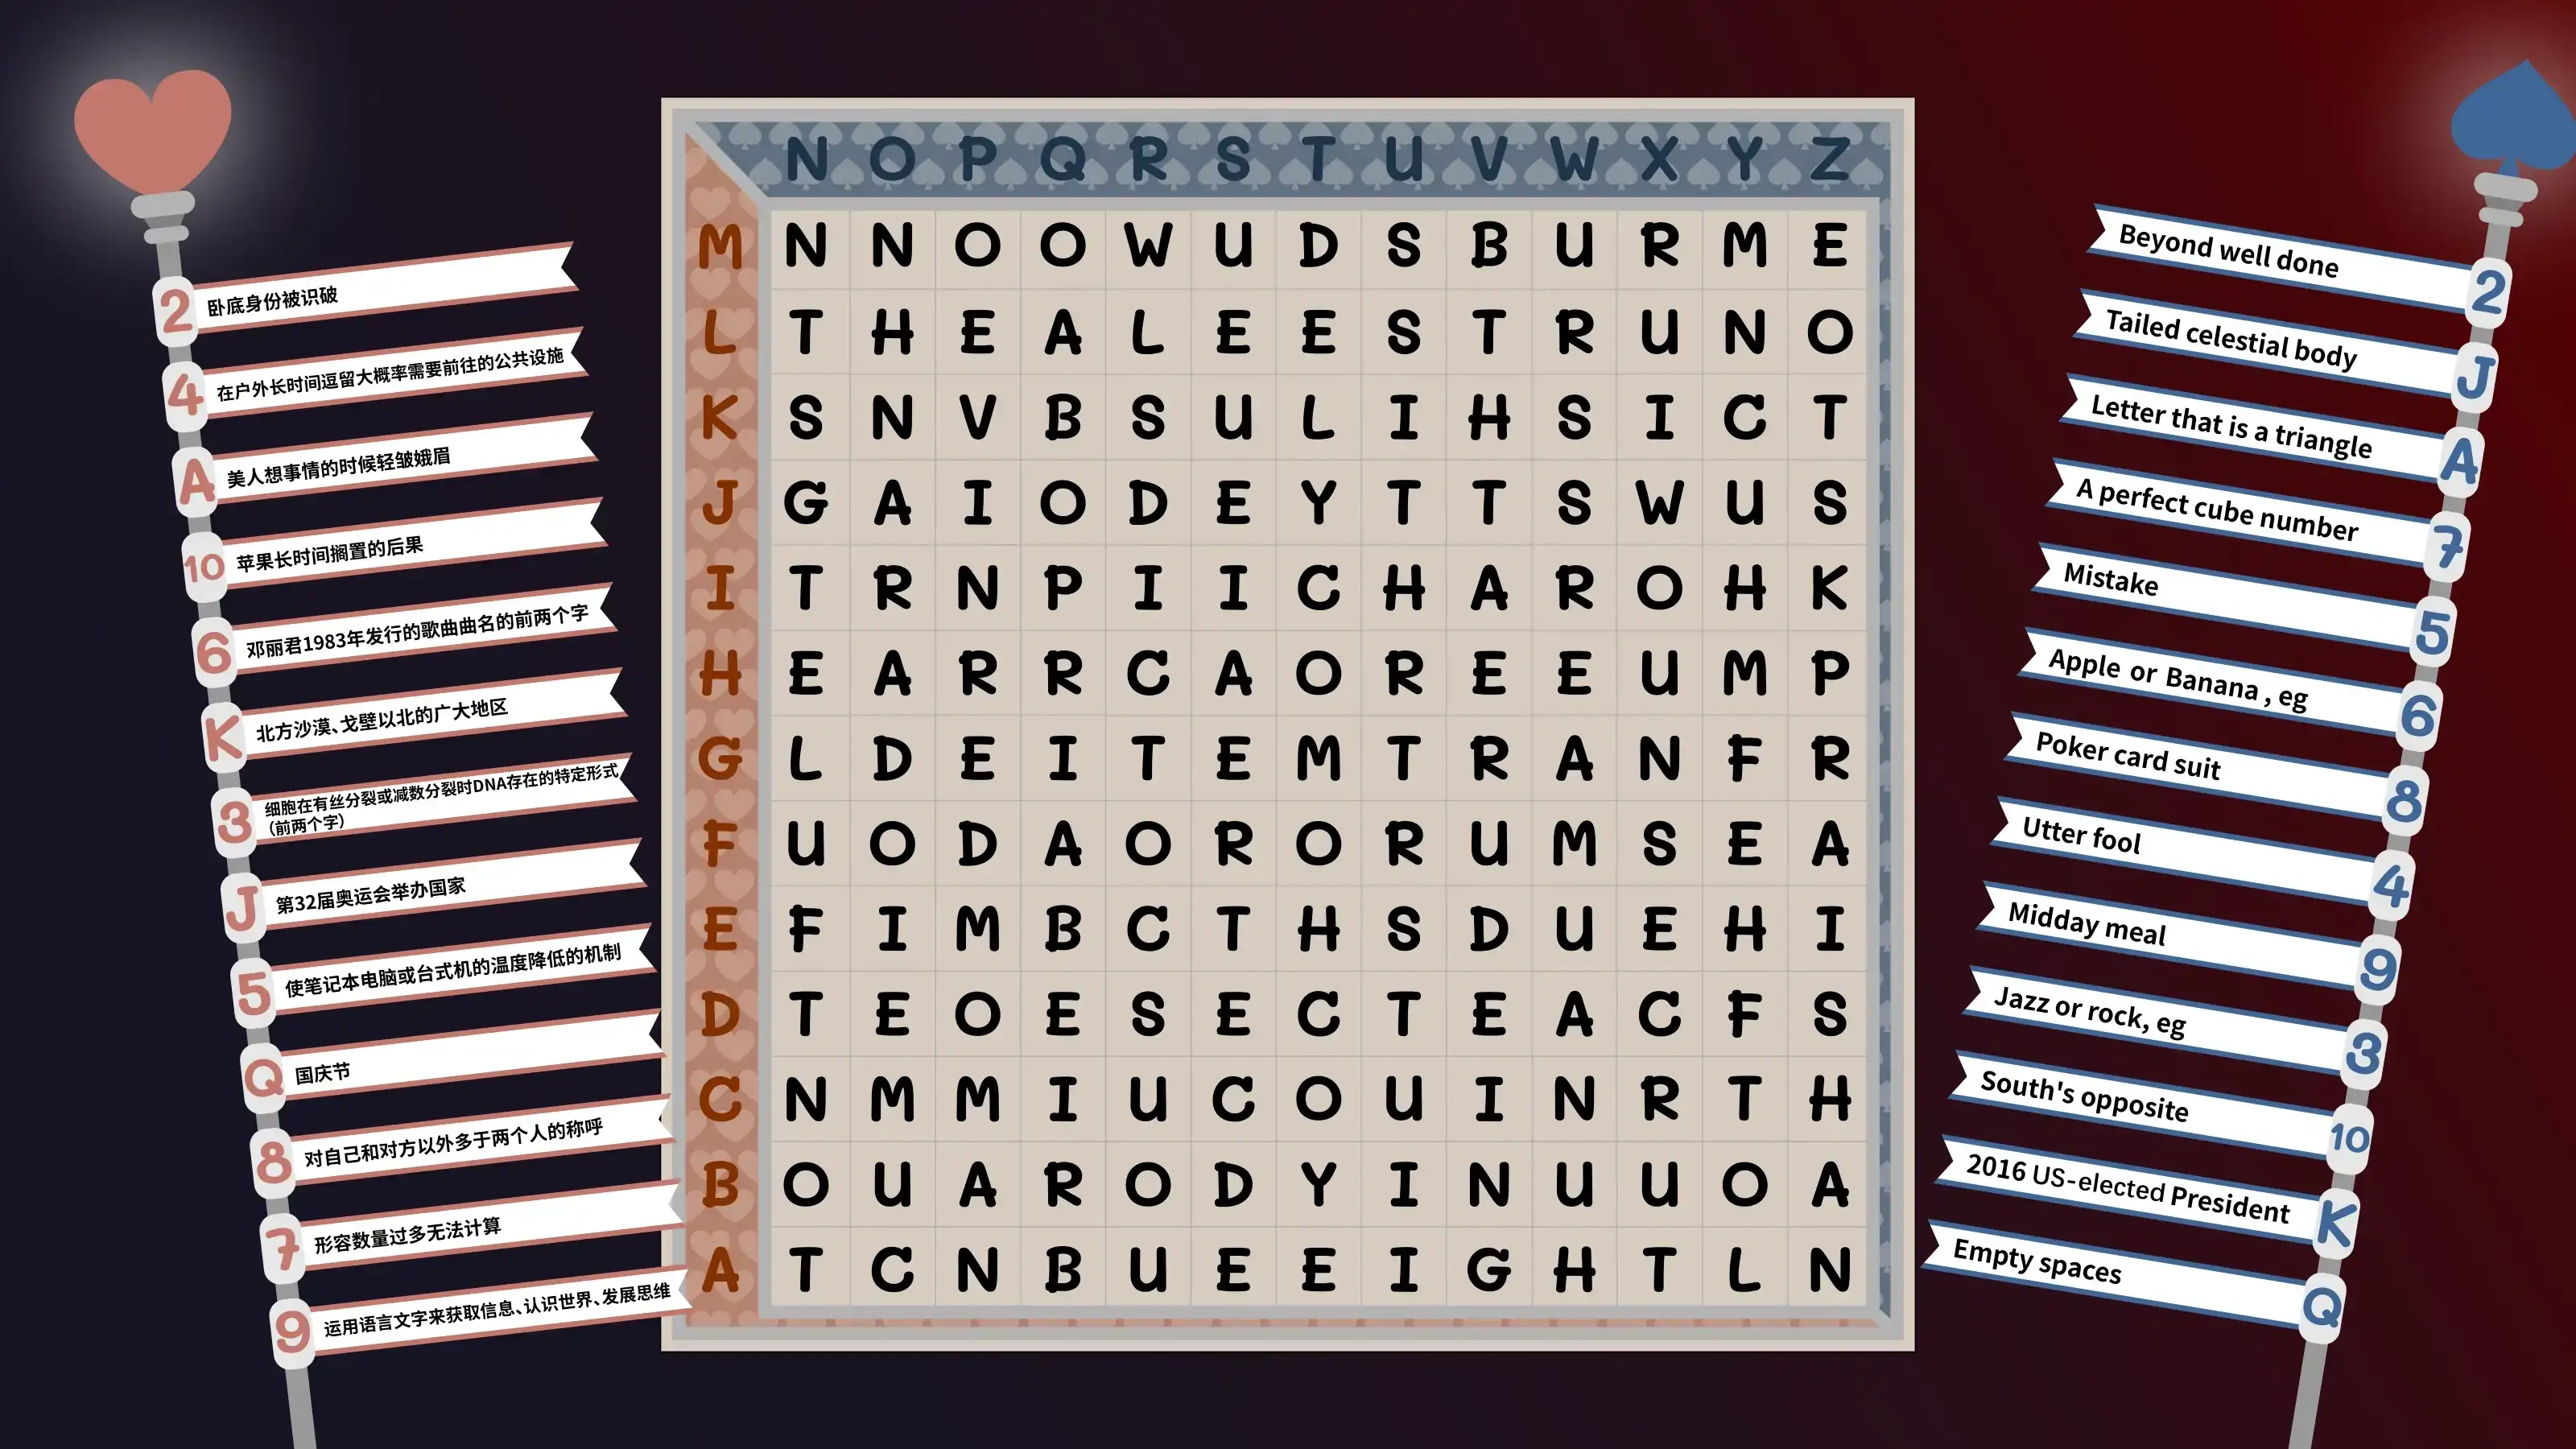 2 卧底身份被识破
4 在户外长时间逗留大概率需要前往的公共设施
A 美人想事情的时候轻皱娥眉
10 苹果长时间搁置的后果
6 邓丽君1983年发行的歌曲曲名的前两个字
K 北方沙漠、戈壁以北的广大地区
3 细胞在有丝分裂或减数分裂时DNA存在的特定形式
(前两个字)
J 第32届奥运会举办国家
5 使笔记本电脑或台式机的温度降低的机制
Q 国庆节
8 对自己和对方以外多于两个人的称呼
7 形容数量过多无法计算
9 运用语言文字来获取信息、认识世界、发展思维
N O P Q R S T U V W X Y Z
M N N O O W U D S B U R M E
L T H E A L E E S T R U N O
K S N V B S U L I H S I C T
J G A I O D E Y T T S W U S
I T R N P I I C H A R O H K
H E A R R C A O R E E U M P
G L D E I T E M T R A N F R
F U O D A O R O R U M S E A
E F I M B C T H S D U E H I
D T E O E S E C T E A C F S
C N M M I U C O U I N R T H
B O U A R O D Y I N U U O A
A T C N B U E E I G H T L N
Beyond well done 2
Tailed celestial body J
Letter that is a triangle A
A perfect cube number 7
Mistake 5
Apple or Banana , eg 6
Poker card suit 8
Utter fool 4
Midday meal 9
Jazz or rock, eg 3
South's opposite 10
2016 US-elected President K
Empty spaces Q